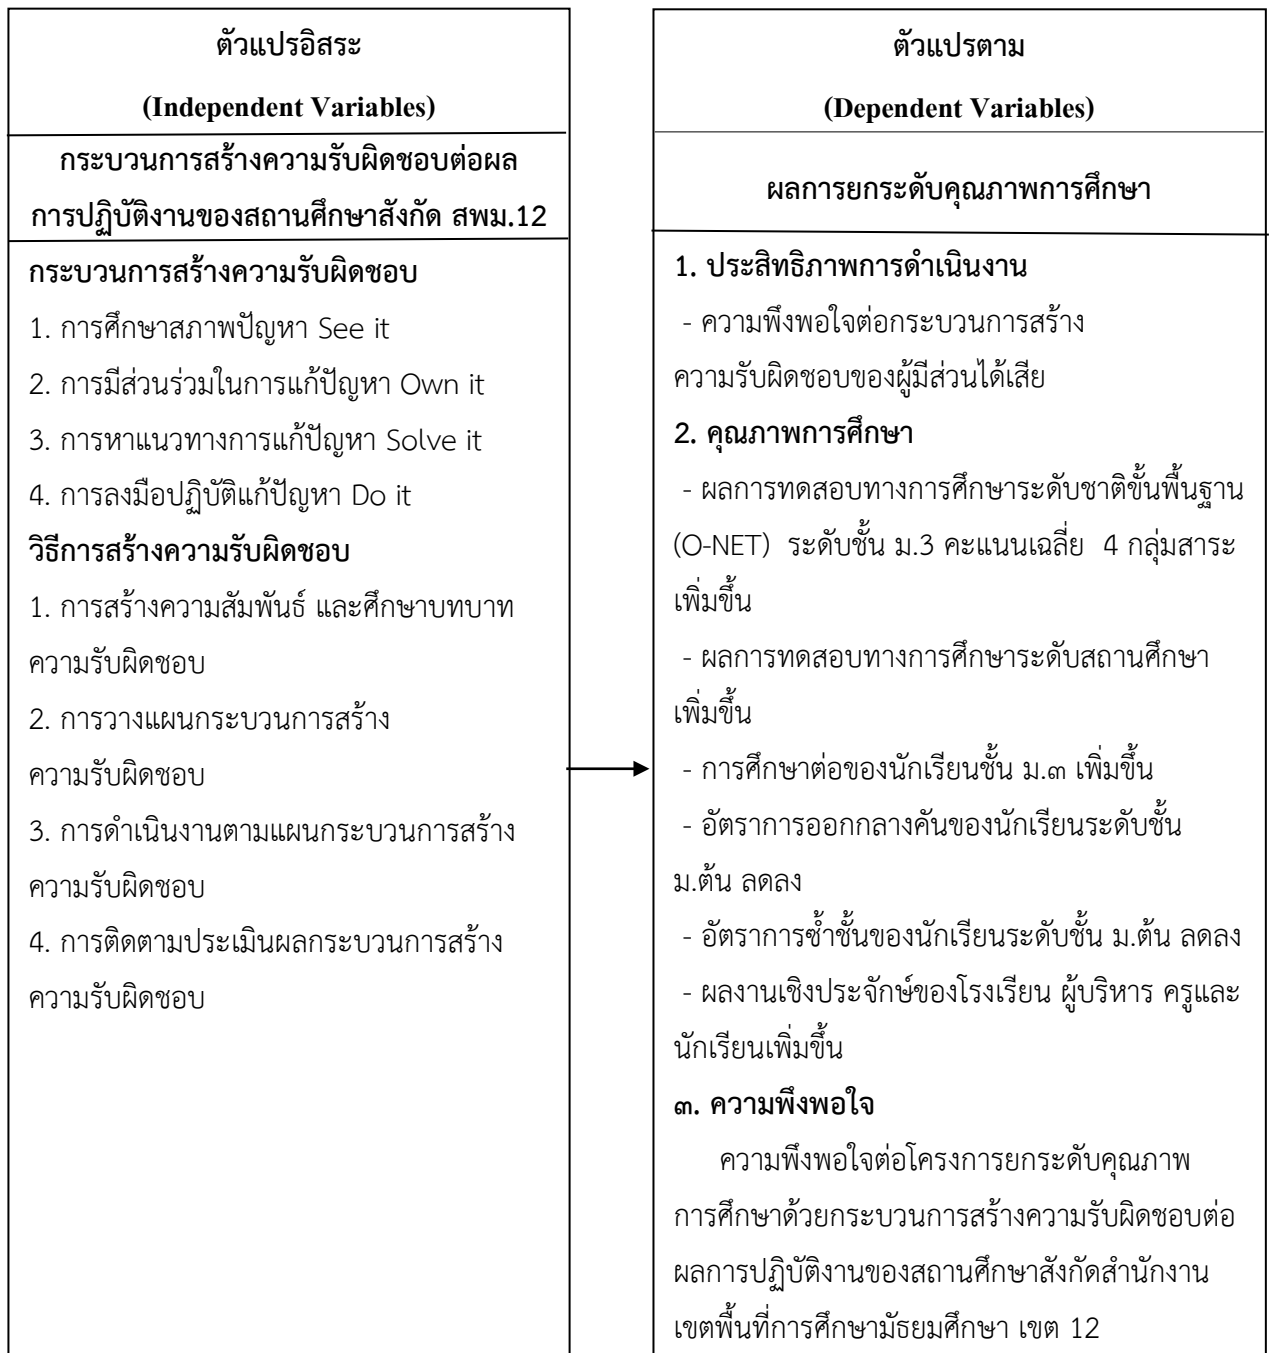 ตัวแปรอิสระ
(Independent Variables)
กระบวนการสร้างความรับผิดชอบต่อผล
การปฏิบัติงานของสถานศึกษาสังกัด สพม.12
กระบวนการสร้างความรับผิดชอบ
1. การศึกษาสภาพปัญหา See it
2. การมีส่วนร่วมในการแก้ปัญหา Own it
3. การหาแนวทางการแก้ปัญหา Solve it
4. การลงมือปฏิบัติแก้ปัญหา Do it
วิธีการสร้างความรับผิดชอบ
1. การสร้างความสัมพันธ์ และศึกษาบทบาท
ความรับผิดชอบ
2. การวางแผนกระบวนการสร้าง
ความรับผิดชอบ
3. การดำเนินงานตามแผนกระบวนการสร้าง
ความรับผิดชอบ
4. การติดตามประเมินผลกระบวนการสร้าง
ความรับผิดชอบ
ตัวแปรตาม
(Dependent Variables)
ผลการยกระดับคุณภาพการศึกษา
1. ประสิทธิภาพการดำเนินงาน
- ความพึงพอใจต่อกระบวนการสร้าง
ความรับผิดชอบของผู้มีส่วนได้เสีย
2. คุณภาพการศึกษา
- ผลการทดสอบทางการศึกษาระดับชาติขั้นพื้นฐาน
(O-NET) ระดับชั้น ม.3 คะแนนเฉลี่ย 4 กลุ่มสาระ
เพิ่มขึ้น
- ผลการทดสอบทางการศึกษาระดับสถานศึกษา
เพิ่มขึ้น
- การศึกษาต่อของนักเรียนชั้น ม.๓ เพิ่มขึ้น
- อัตราการออกกลางคันของนักเรียนระดับชั้น
ม.ต้น ลดลง
- อัตราการซ้ำชั้นของนักเรียนระดับชั้น ม.ต้น ลดลง
- ผลงานเชิงประจักษ์ของโรงเรียน ผู้บริหาร ครูและ
นักเรียนเพิ่มขึ้น
๓. ความพึงพอใจ
ความพึงพอใจต่อโครงการยกระดับคุณภาพ
การศึกษาด้วยกระบวนการสร้างความรับผิดชอบต่อ
ผลการปฏิบัติงานของสถานศึกษาสังกัดสำนักงาน
เขตพื้นที่การศึกษามัธยมศึกษา เขต 12